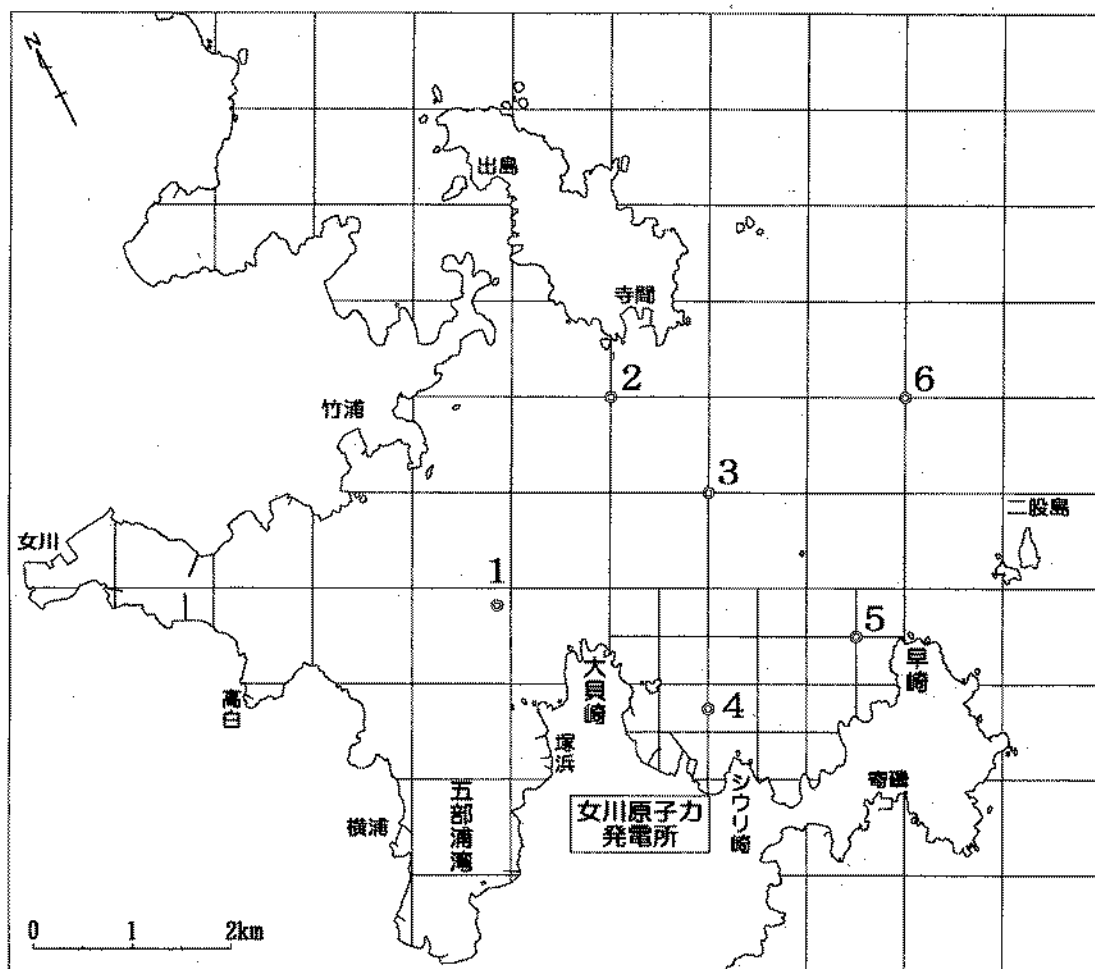 N
出島
寺間
2
6
竹浦
3
二股島
女川
1
5
早崎
大貝崎
高白
4
塚浜
寄磯
シウリ崎
五部浦湾
横浦
女川原子力
発電所
0 1 2km